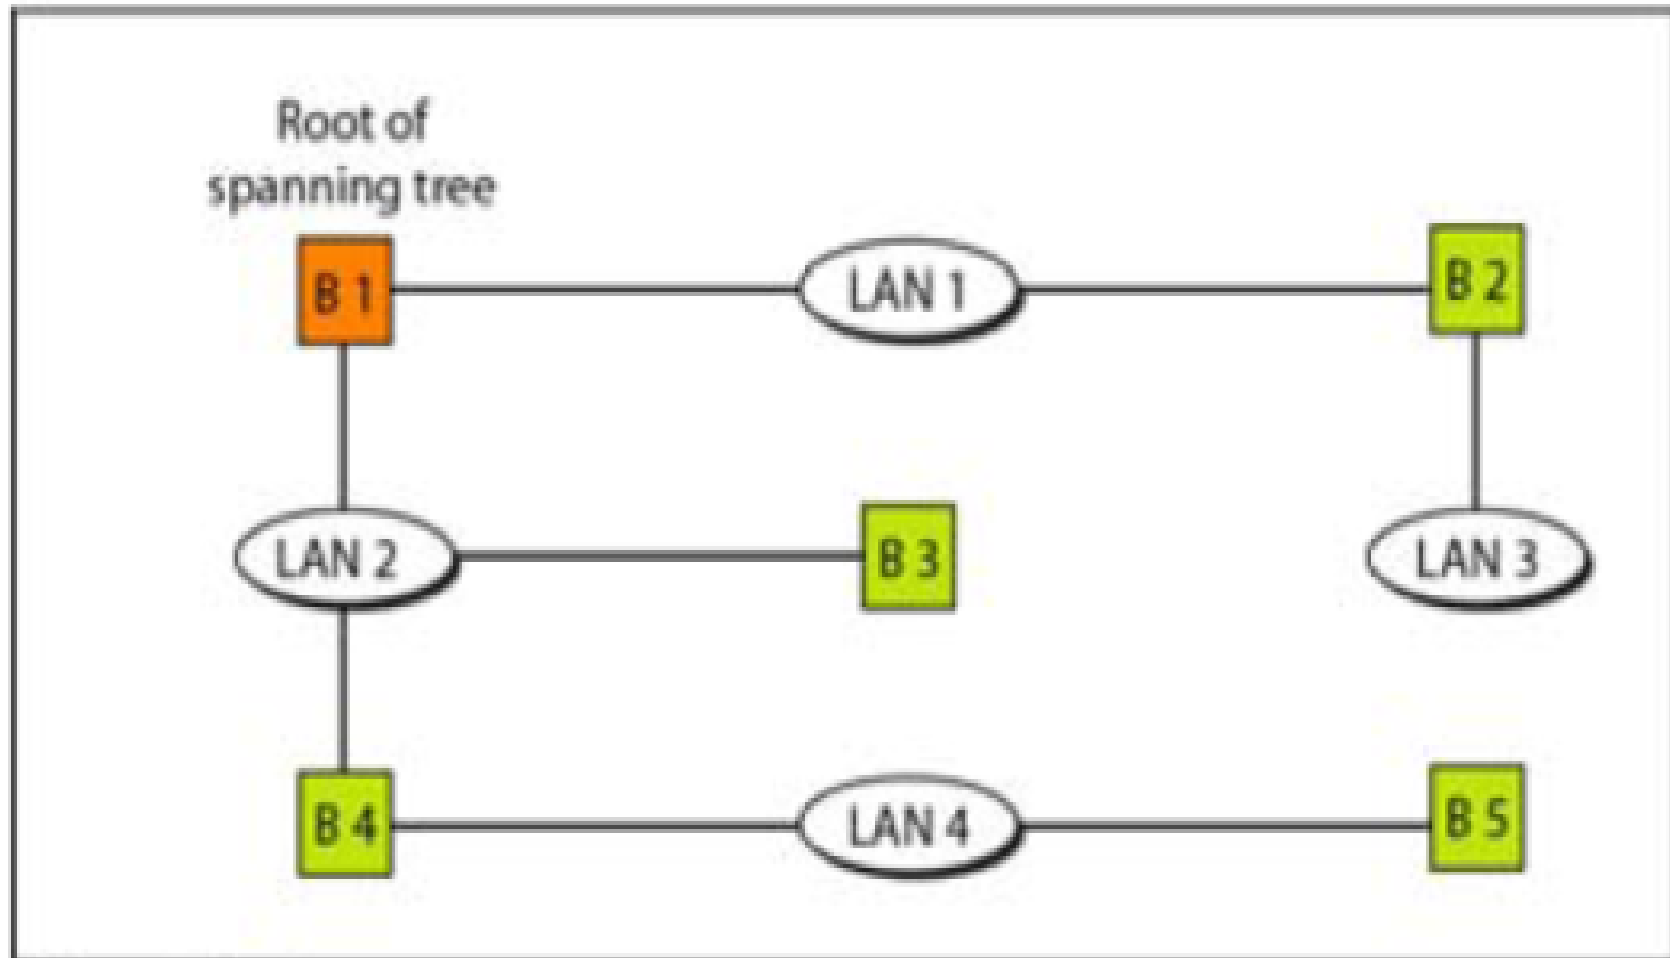 Root of
spanning tree
B 1
LAN 1
B 2
LAN 2
B 3
LAN 3
B 4
LAN 4
B 5